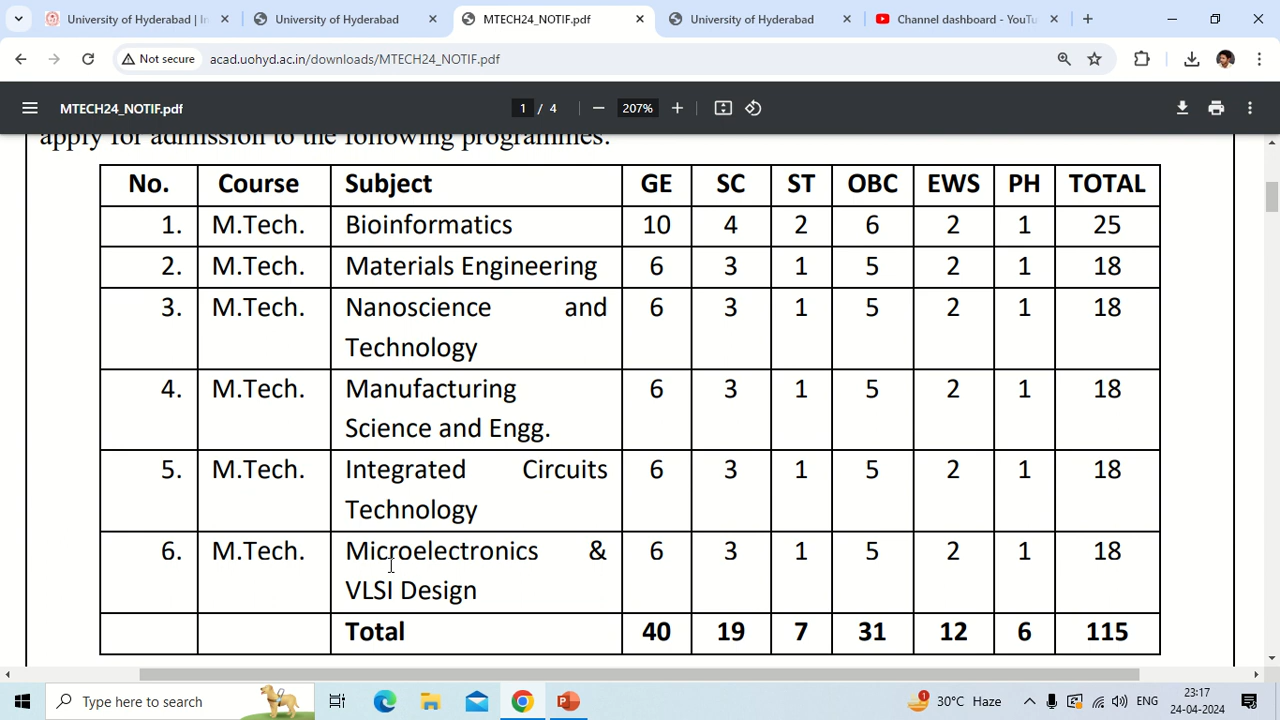 University of Hyderabad | In
University of Hyderabad
MTECH24_NOTIF.pdf
University of Hyderabad
Channel dashboard - YouTu
Not secure
acad.uohyd.ac.in/downloads/MTECH24_NOTIF.pdf
MTECH24_NOTIF.pdf
1 / 4
207%
apply for admission to the following programmes.
No. Course Subject GE SC ST OBC EWS PH TOTAL
1. M.Tech. Bioinformatics 10 4 2 6 2 1 25
2. M.Tech. Materials Engineering 6 3 1 5 2 1 18
3. M.Tech. Nanoscience and 6 3 1 5 2 1 18
Technology
4. M.Tech. Manufacturing 6 3 1 5 2 1 18
Science and Engg.
5. M.Tech. Integrated Circuits 6 3 1 5 2 1 18
Technology
6. M.Tech. Microelectronics & 6 3 1 5 2 1 18
VLSI Design
Total 40 19 7 31 12 6 115
Type here to search
1
30°C Haze
ENG
23:17
24-04-2024